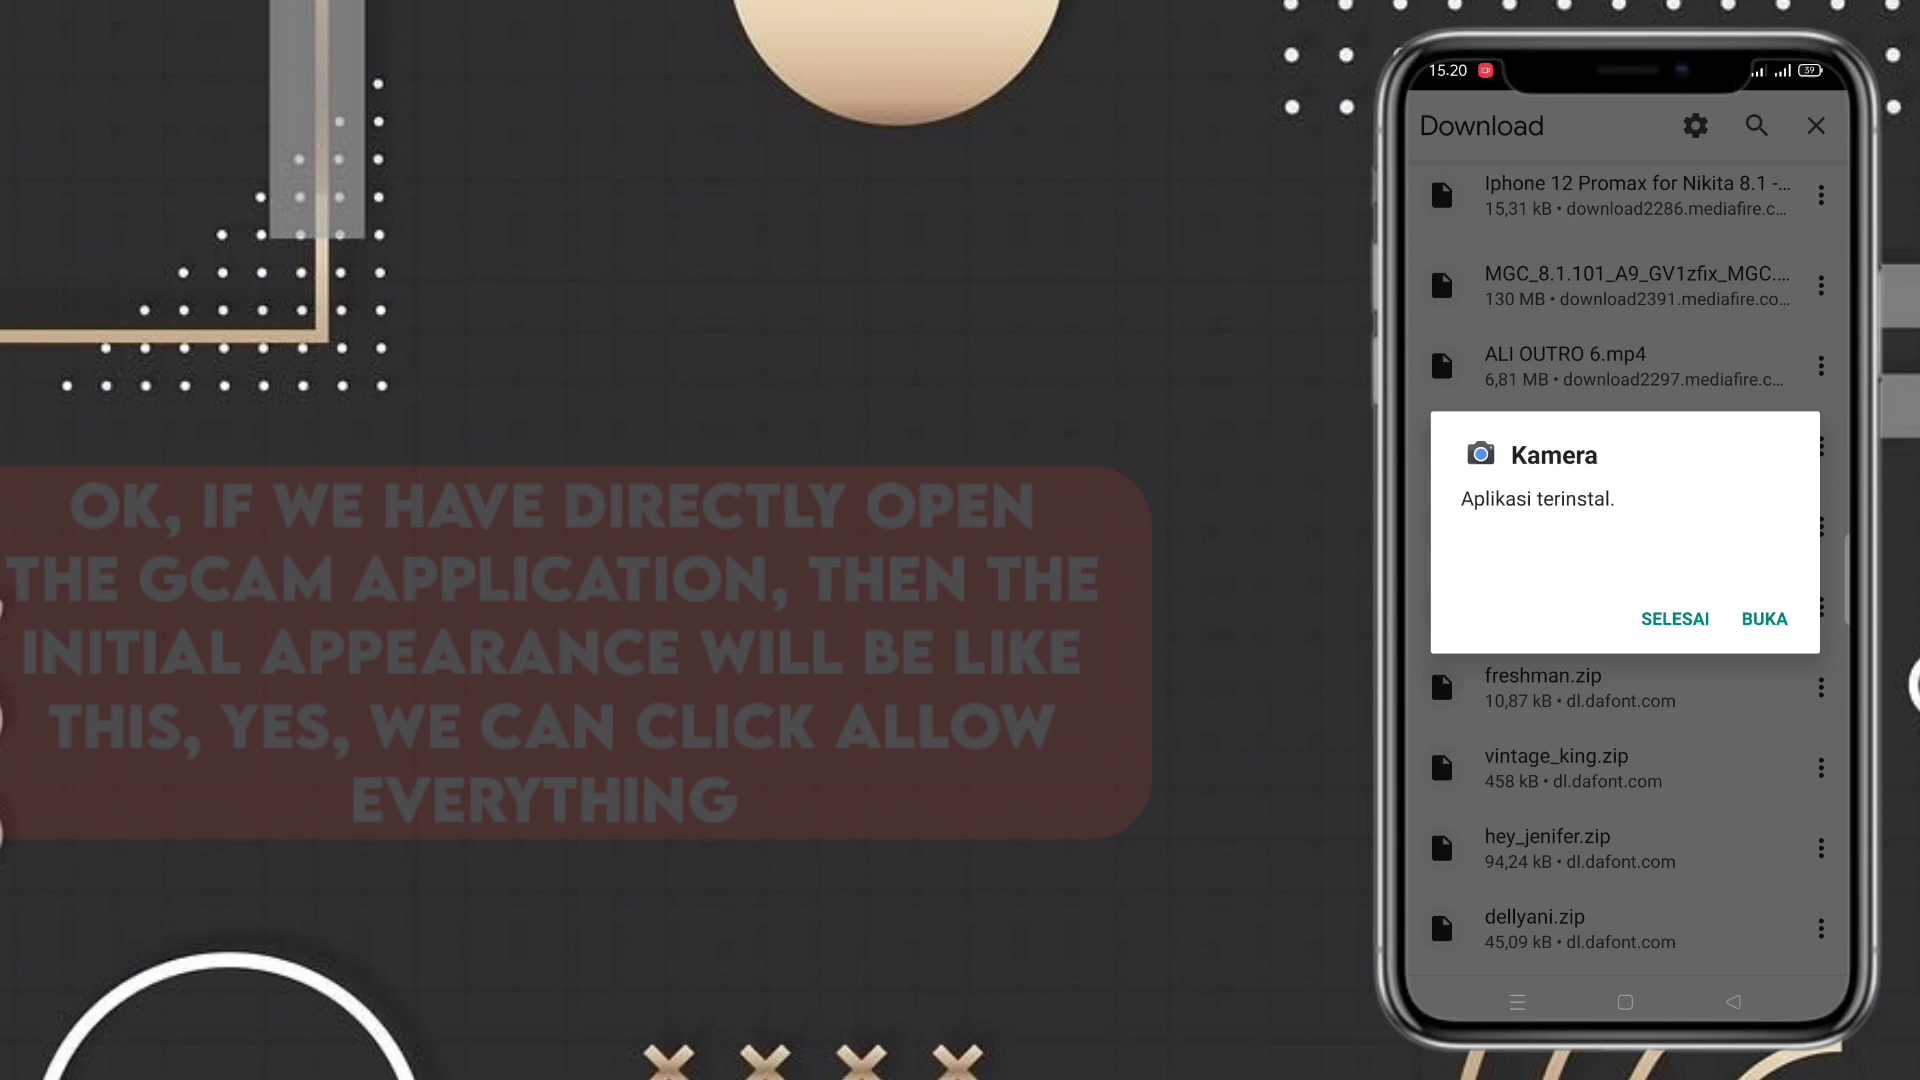 OK, IF WE HAVE DIRECTLY OPEN
THE GCAM APPLICATION, THEN THE
INITIAL APPEARANCE WILL BE LIKE
THIS, YES, WE CAN CLICK ALLOW
EVERYTHING
15.20
39
Download
Iphone 12 Promax for Nikita 8.1 -...
15,31 kB • download2286.mediafire.c...
MGC_8.1.101_A9_GV1zfix_MGC....
130 MB • download2391.mediafire.co...
ALI OUTRO 6.mp4
6,81 MB • download2297.mediafire.c...
Kamera
Aplikasi terinstal.
SELESAI BUKA
freshman.zip
10,87 kB • dl.dafont.com
vintage_king.zip
458 kB • dl.dafont.com
hey_jenifer.zip
94,24 kB • dl.dafont.com
dellyani.zip
45,09 kB • dl.dafont.com